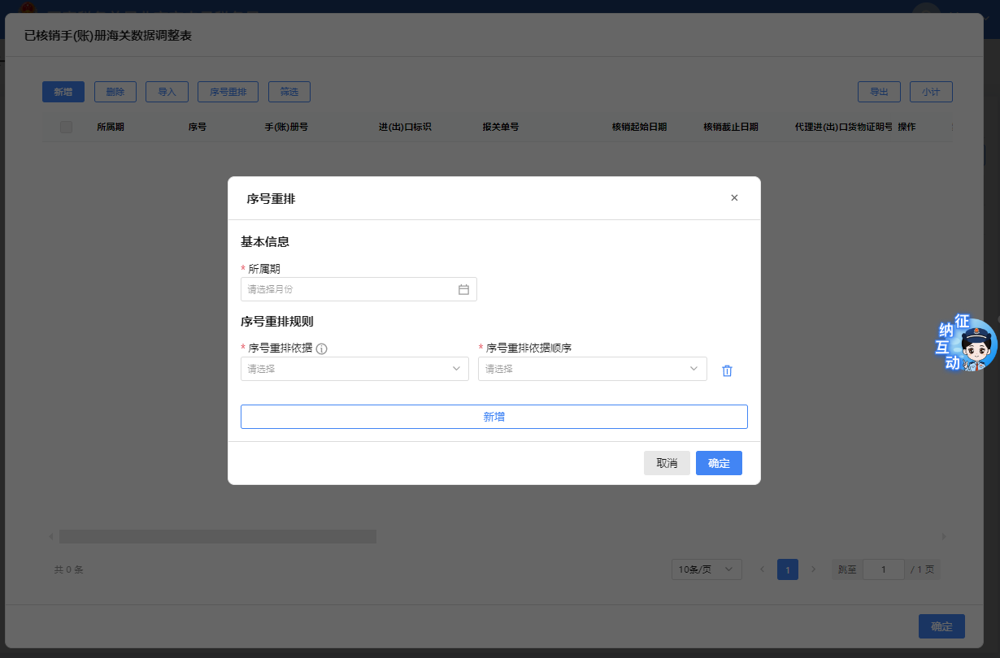 已核销手(账)册海关数据调整表
新增 删除 导入 序号重排 筛选 导出 小计
所属期 序号 手(账)册号 进(出)口标识 报关单号 核销起始日期 核销截止日期 代理进(出)口货物证明号 操作
序号重排
基本信息
* 所属期
请选择月份
序号重排规则
* 序号重排依据 * 序号重排依据顺序
请选择 请选择
新增
取消 确定
征纳互动
共 0 条 10条/页 1 跳至 1 / 1 页
确定